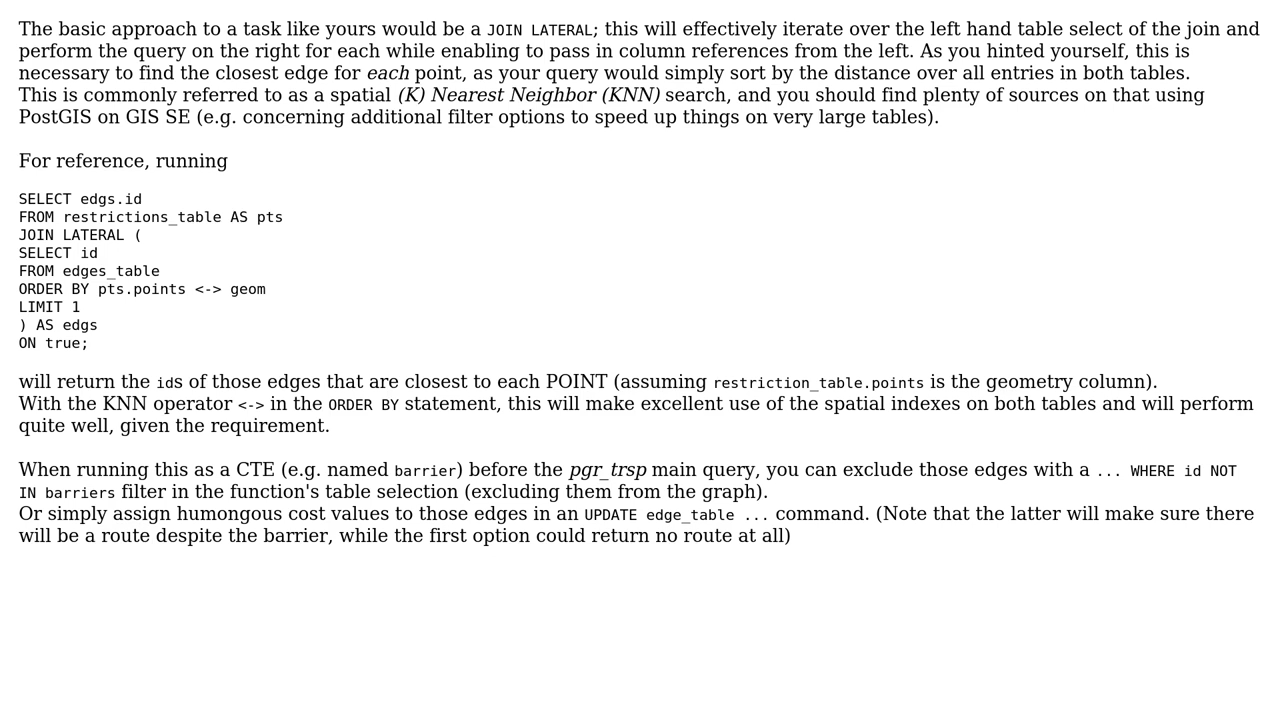 The basic approach to a task like yours would be a JOIN LATERAL; this will effectively iterate over the left hand table select of the join and
perform the query on the right for each while enabling to pass in column references from the left. As you hinted yourself, this is
necessary to find the closest edge for each point, as your query would simply sort by the distance over all entries in both tables.
This is commonly referred to as a spatial (K) Nearest Neighbor (KNN) search, and you should find plenty of sources on that using
PostGIS on GIS SE (e.g. concerning additional filter options to speed up things on very large tables).
For reference, running
SELECT edgs.id
FROM restrictions_table AS pts
JOIN LATERAL (
SELECT id
FROM edges_table
ORDER BY pts.points <-> geom
LIMIT 1
) AS edgs
ON true;
will return the ids of those edges that are closest to each POINT (assuming restriction_table.points is the geometry column).
With the KNN operator <-> in the ORDER BY statement, this will make excellent use of the spatial indexes on both tables and will perform
quite well, given the requirement.
When running this as a CTE (e.g. named barrier) before the pgr_trsp main query, you can exclude those edges with a ... WHERE id NOT
IN barriers filter in the function's table selection (excluding them from the graph).
Or simply assign humongous cost values to those edges in an UPDATE edge_table ... command. (Note that the latter will make sure there
will be a route despite the barrier, while the first option could return no route at all)